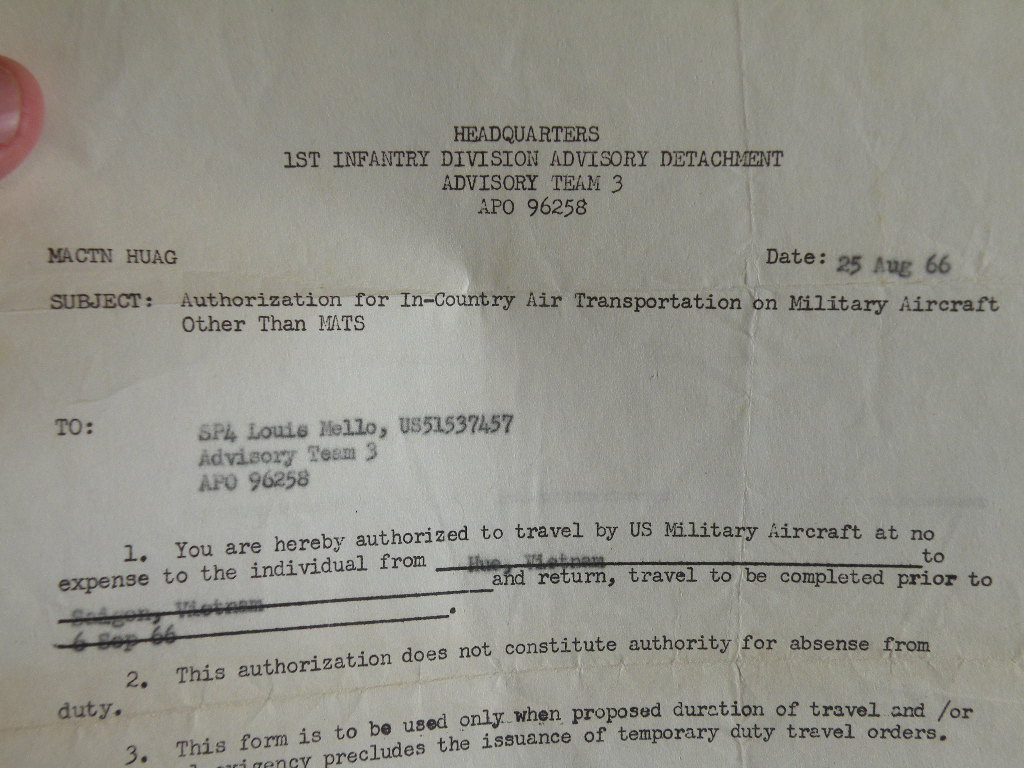 HEADQUARTERS
1ST INFANTRY DIVISION ADVISORY DETACHMENT
ADVISORY TEAM 3
APO 96258
MACTN HUAG
Date: 25 Aug 66
SUBJECT: Authorization for In-Country Air Transportation on Military Aircraft
Other Than MATS
TO: SP4 Louis Mello, US51537457
Advisory Team 3
APO 96258
1. You are hereby authorized to travel by US Military Aircraft at no
expense to the individual from Hue, Vietnam to
Saigon, Vietnam and return, travel to be completed prior to
6 Sep 66.
2. This authorization does not constitute authority for absense from
duty.
3. This form is to be used only when proposed duration of travel and /or
exigency precludes the issuance of temporary duty travel orders.